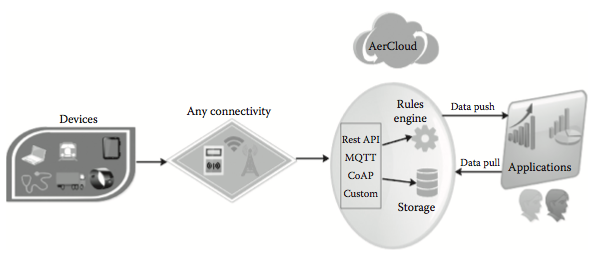 AerCloud
Devices
Any connectivity
Rules
engine
Rest API
MQTT
CoAP
Custom
Storage
Data push
Data pull
Applications